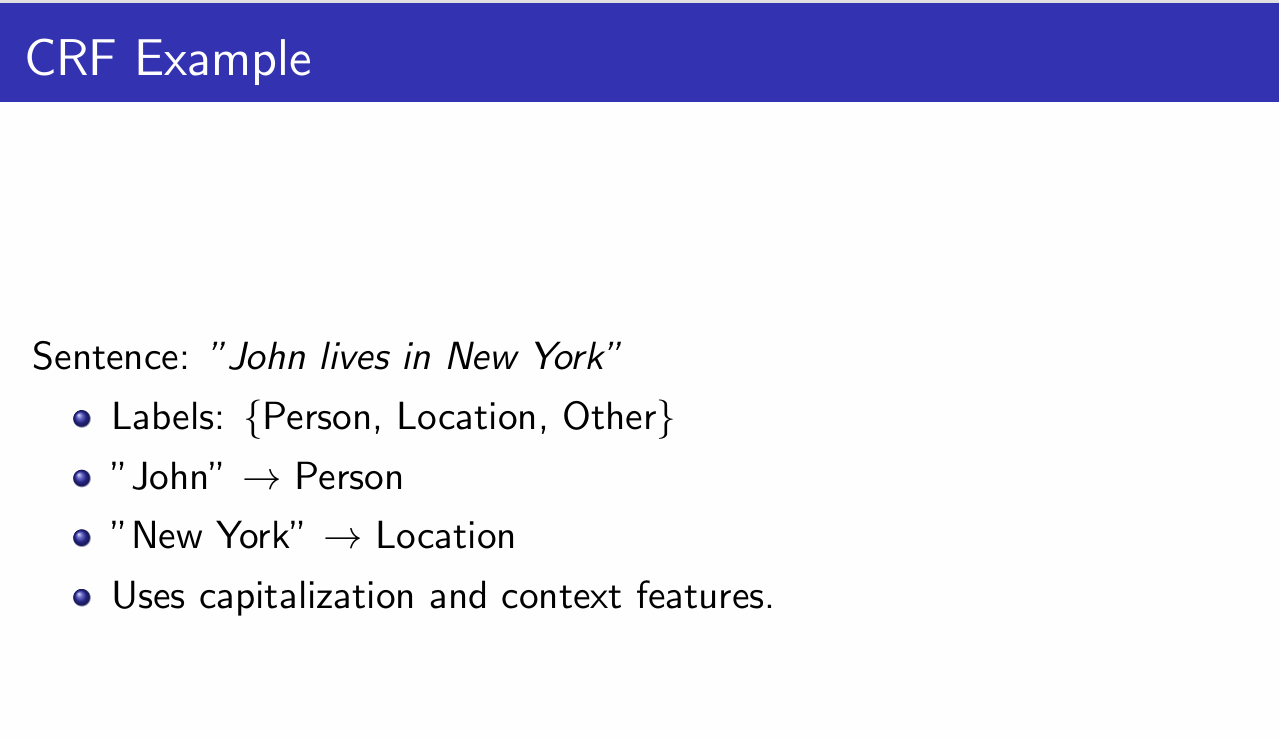 CRF Example
Sentence: ”John lives in New York”
Labels: {Person, Location, Other}
”John” → Person
”New York” → Location
Uses capitalization and context features.